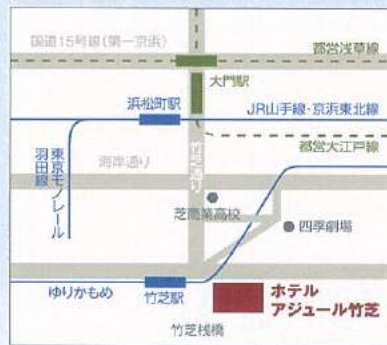 国道15号線(第一京浜)
都営浅草線
大門駅
浜松町駅
JR山手線・京浜東北線
竹芝通り
都営大江戸線
海岸通り
東京モノレール
羽田線
芝商業高校
四季劇場
ゆりかもめ
竹芝駅
ホテル
アジュール竹芝
竹芝桟橋